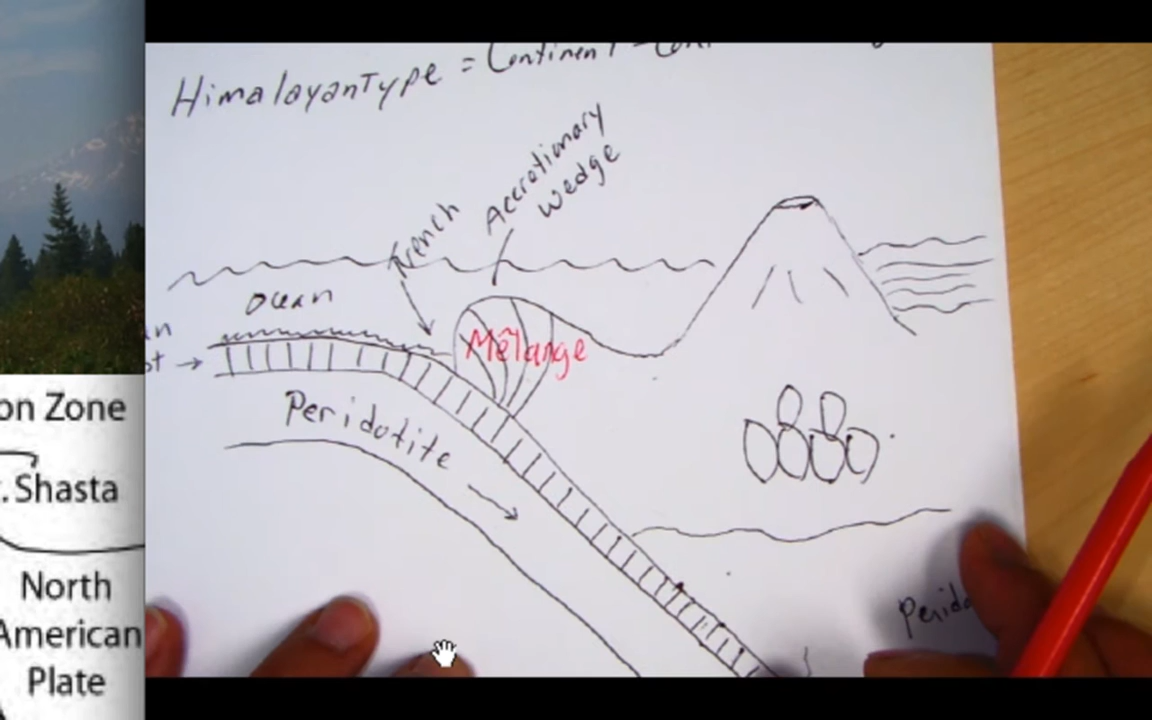 Himalayan Type = Continent -
Accretionary
Wedge
Trench
Ocean
Mélange
Peridotite
on Zone
. Shasta
North
American
Plate